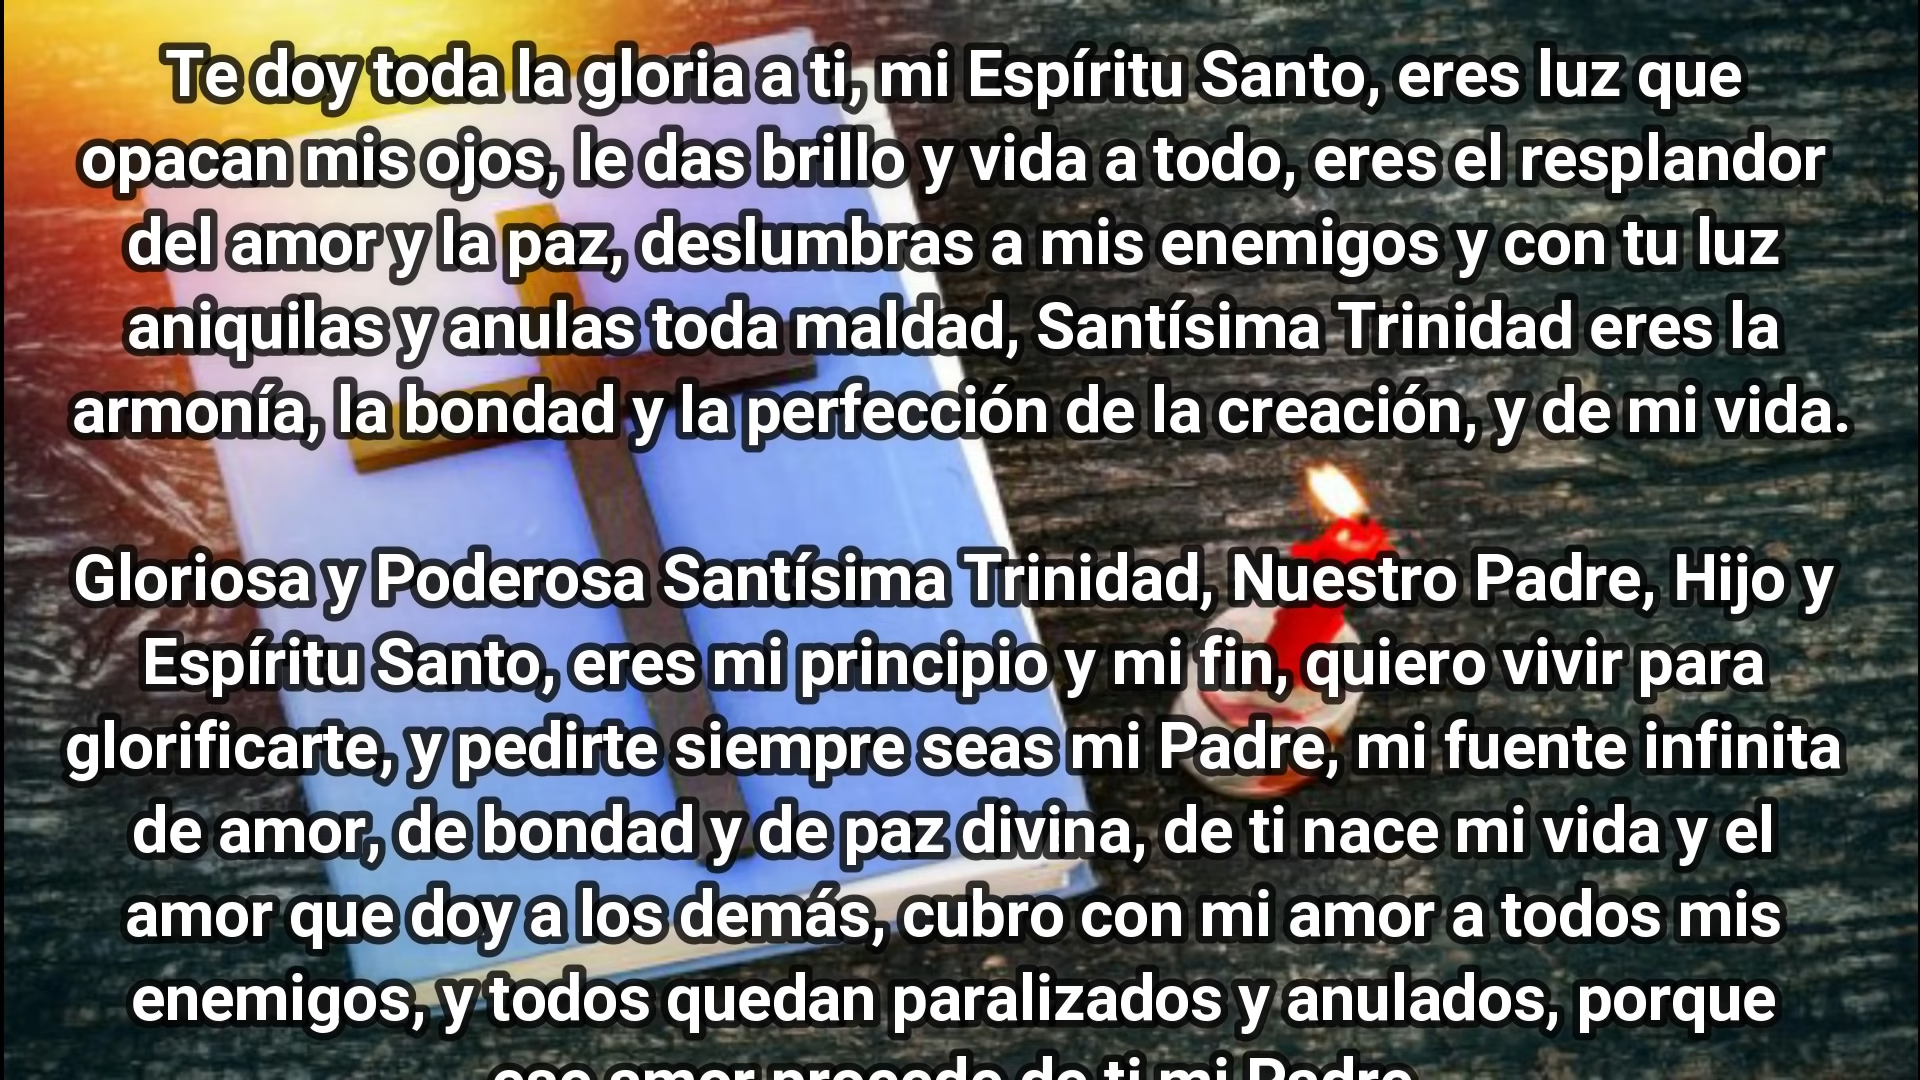 Te doy toda la gloria a ti, mi Espíritu Santo, eres luz que
opacan mis ojos, le das brillo y vida a todo, eres el resplandor
del amor y la paz, deslumbras a mis enemigos y con tu luz
aniquilas y anulas toda maldad, Santísima Trinidad eres la
armonía, la bondad y la perfección de la creación, y de mi vida.
Gloriosa y Poderosa Santísima Trinidad, Nuestro Padre, Hijo y
Espíritu Santo, eres mi principio y mi fin, quiero vivir para
glorificarte, y pedirte siempre seas mi Padre, mi fuente infinita
de amor, de bondad y de paz divina, de ti nace mi vida y el
amor que doy a los demás, cubro con mi amor a todos mis
enemigos, y todos quedan paralizados y anulados, porque
ese amor procede de ti mi Padre